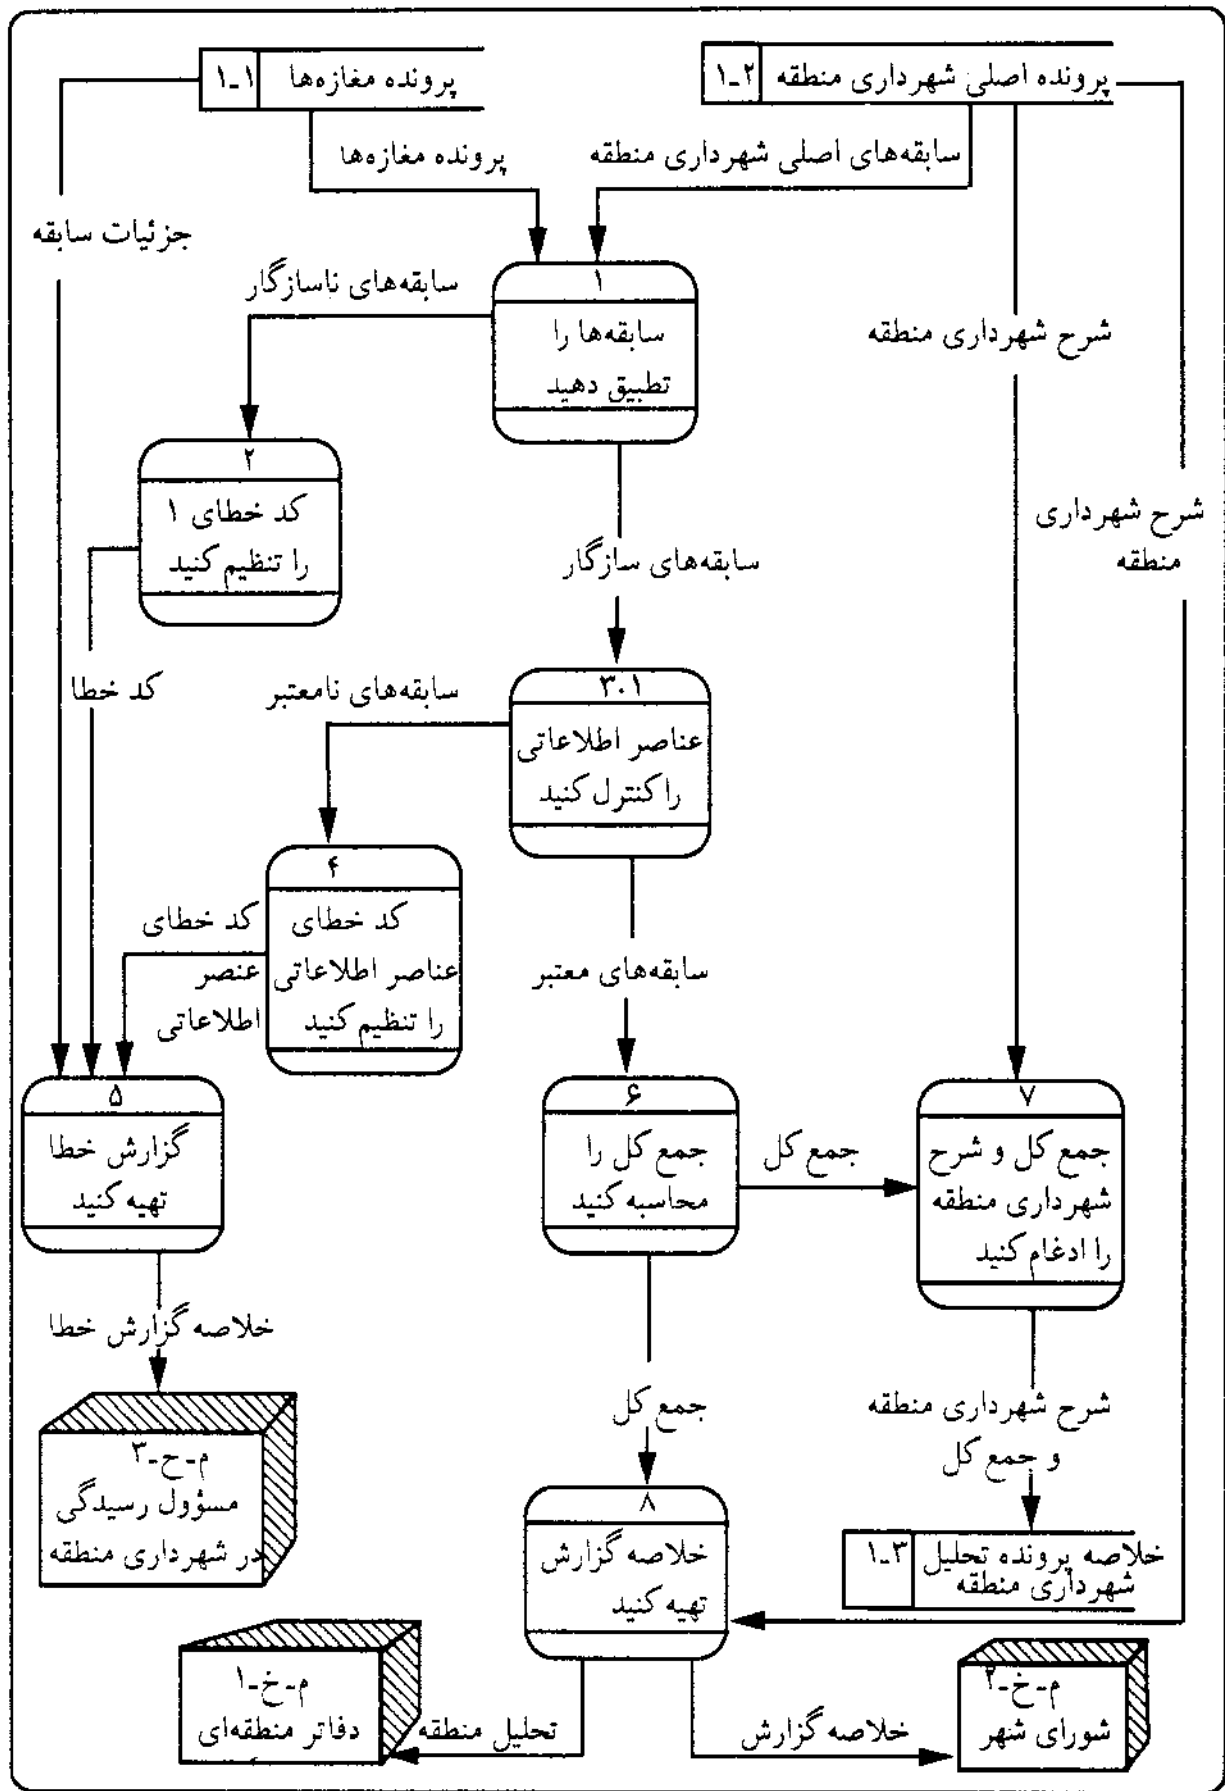 پرونده اصلی شهرداری منطقه
۱-۲
پرونده مغازه‌ها
۱-۱
سابقه‌های اصلی شهرداری منطقه
پرونده مغازه‌ها
جزئیات سابقه
۱
سابقه‌ها را
تطبیق دهید
سابقه‌های ناسازگار
شرح شهرداری منطقه
۲
کد خطای ۱
را تنظیم کنید
شرح شهرداری
منطقه
سابقه‌های سازگار
کد خطا
۳.۱
عناصر اطلاعاتی
را کنترل کنید
سابقه‌های نامعتبر
۴
کد خطای
عناصر اطلاعاتی
را تنظیم کنید
کد خطای
عنصر
اطلاعاتی
سابقه‌های معتبر
۷
جمع کل و شرح
شهرداری منطقه
را ادغام کنید
جمع کل
۶
جمع کل را
محاسبه کنید
۵
گزارش خطا
تهیه کنید
خلاصه گزارش خطا
شرح شهرداری منطقه
و جمع کل
جمع کل
م-ح-۳
مسؤول رسیدگی
در شهرداری منطقه
خلاصه پرونده تحلیل
شهرداری منطقه
۱-۳
۸
خلاصه گزارش
تهیه کنید
م-خ-۲
شورای شهر
خلاصه گزارش
تحلیل منطقه
م-خ-۱
دفاتر منطقه‌ای